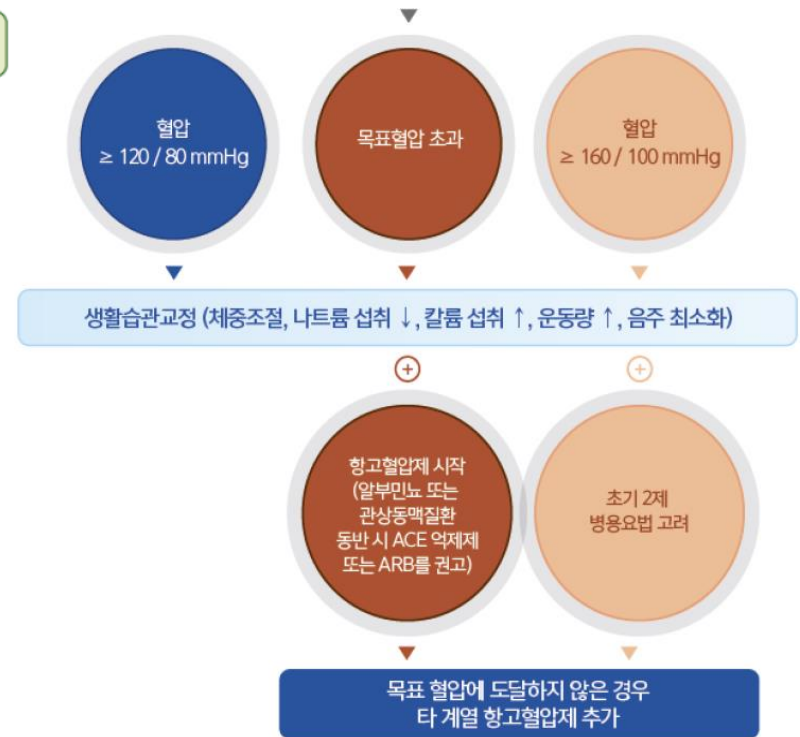 혈압
≥ 120 / 80 mmHg
목표혈압 초과
혈압
≥ 160 / 100 mmHg
생활습관교정 (체중조절, 나트륨 섭취 ↓, 칼륨 섭취 ↑, 운동량 ↑, 음주 최소화)
+
+
항고혈압제 시작
(알부민뇨 또는
관상동맥질환
동반 시 ACE 억제제
또는 ARB를 권고)
초기 2제
병용요법 고려
목표 혈압에 도달하지 않은 경우
타 계열 항고혈압제 추가